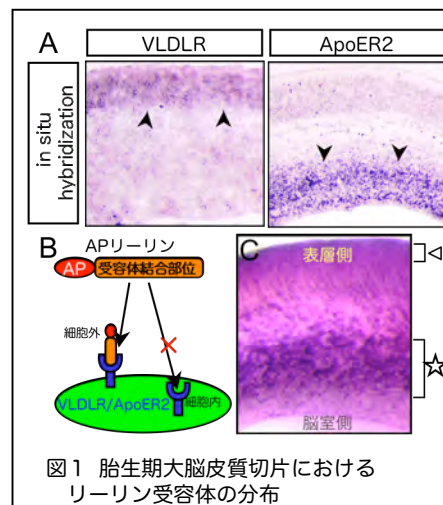 A
VLDLR
ApoER2
in situ
hybridization
B
APリーリン
AP
受容体結合部位
細胞外
VLDLR/ApoER2
細胞内
C
表層側
脳室側
図1 胎生期大脳皮質切片における
リーリン受容体の分布